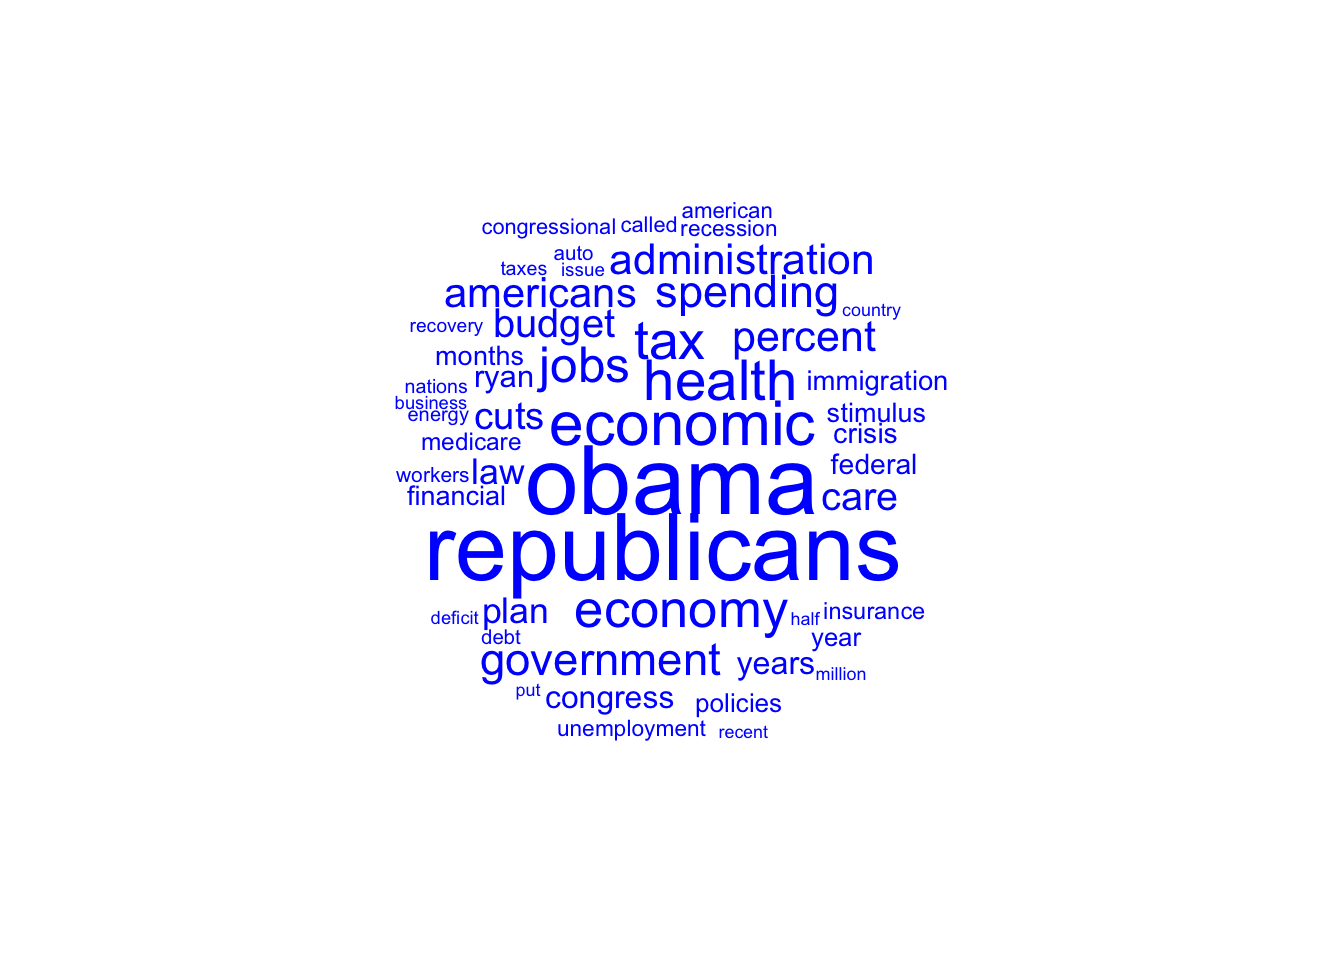 american
congressional called recession
auto
taxes issue administration
americans spending
country
recovery budget tax percent
months jobs
ryan health immigration
nations
business
energy cuts economic stimulus
medicare crisis
workers law obama federal
financial care
republicans
deficit plan economy half insurance
debt year
government years million
put congress policies
unemployment recent